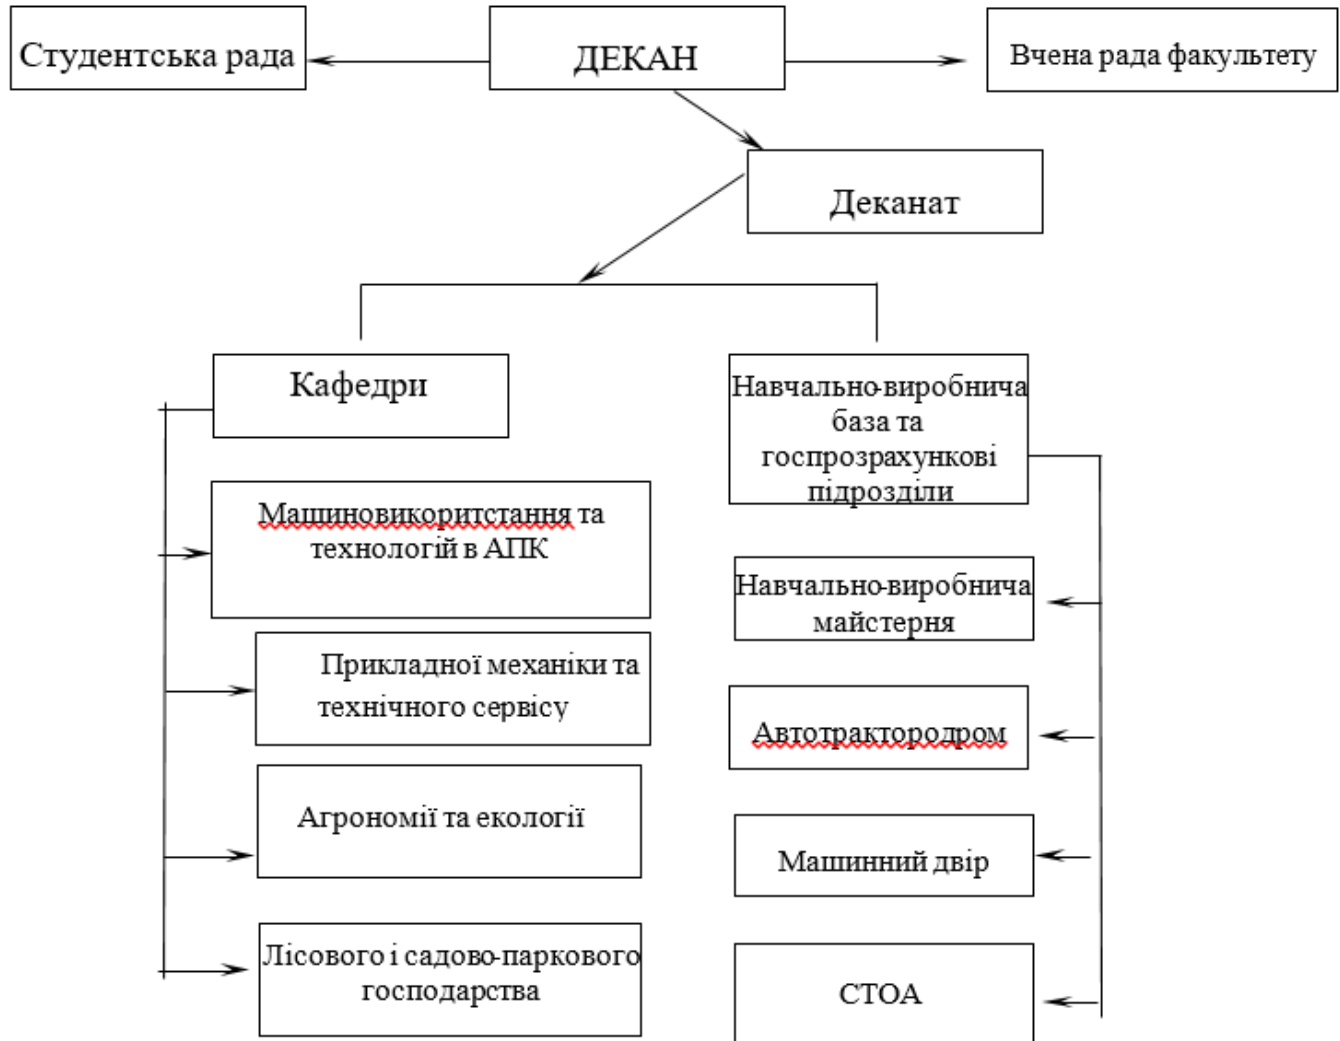 Студентська рада
ДЕКАН
Вчена рада факультету
Деканат
Кафедри
Машиновикоритстання та
технологій в АПК
Прикладної механіки та
технічного сервісу
Агрономії та екології
Лісового і садово-паркового
господарства
Навчально-виробнича
база та
госпрозрахункові
підрозділи
Навчально-виробнича
майстерня
Автотрактородром
Машинний двір
СТОА